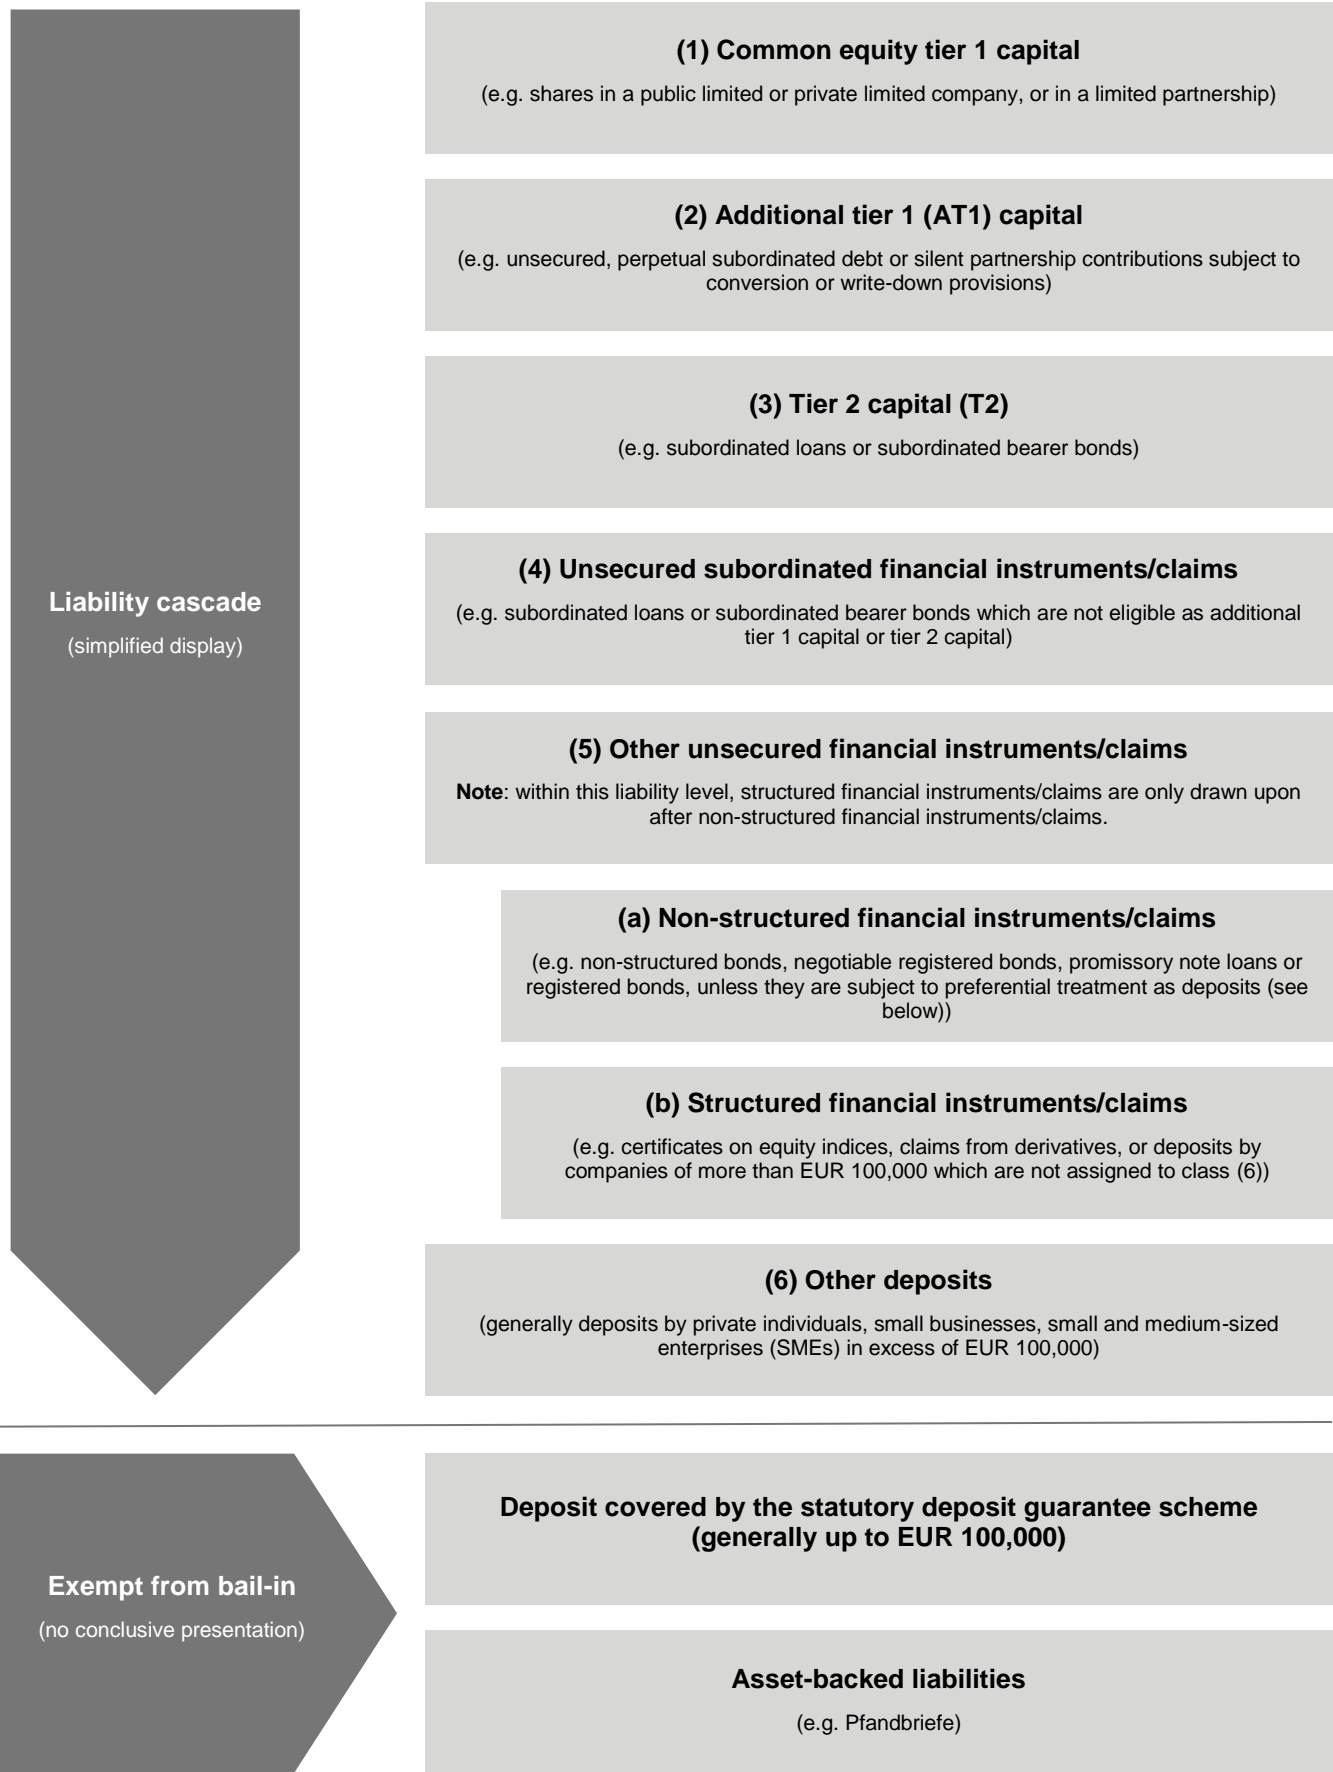 (1) Common equity tier 1 capital
(e.g. shares in a public limited or private limited company, or in a limited partnership)
(2) Additional tier 1 (AT1) capital
(e.g. unsecured, perpetual subordinated debt or silent partnership contributions subject to
conversion or write-down provisions)
(3) Tier 2 capital (T2)
(e.g. subordinated loans or subordinated bearer bonds)
Liability cascade
(simplified display)
(4) Unsecured subordinated financial instruments/claims
(e.g. subordinated loans or subordinated bearer bonds which are not eligible as additional
tier 1 capital or tier 2 capital)
(5) Other unsecured financial instruments/claims
Note: within this liability level, structured financial instruments/claims are only drawn upon
after non-structured financial instruments/claims.
(a) Non-structured financial instruments/claims
(e.g. non-structured bonds, negotiable registered bonds, promissory note loans or
registered bonds, unless they are subject to preferential treatment as deposits (see
below))
(b) Structured financial instruments/claims
(e.g. certificates on equity indices, claims from derivatives, or deposits by
companies of more than EUR 100,000 which are not assigned to class (6))
(6) Other deposits
(generally deposits by private individuals, small businesses, small and medium-sized
enterprises (SMEs) in excess of EUR 100,000)
Exempt from bail-in
(no conclusive presentation)
Deposit covered by the statutory deposit guarantee scheme
(generally up to EUR 100,000)
Asset-backed liabilities
(e.g. Pfandbriefe)